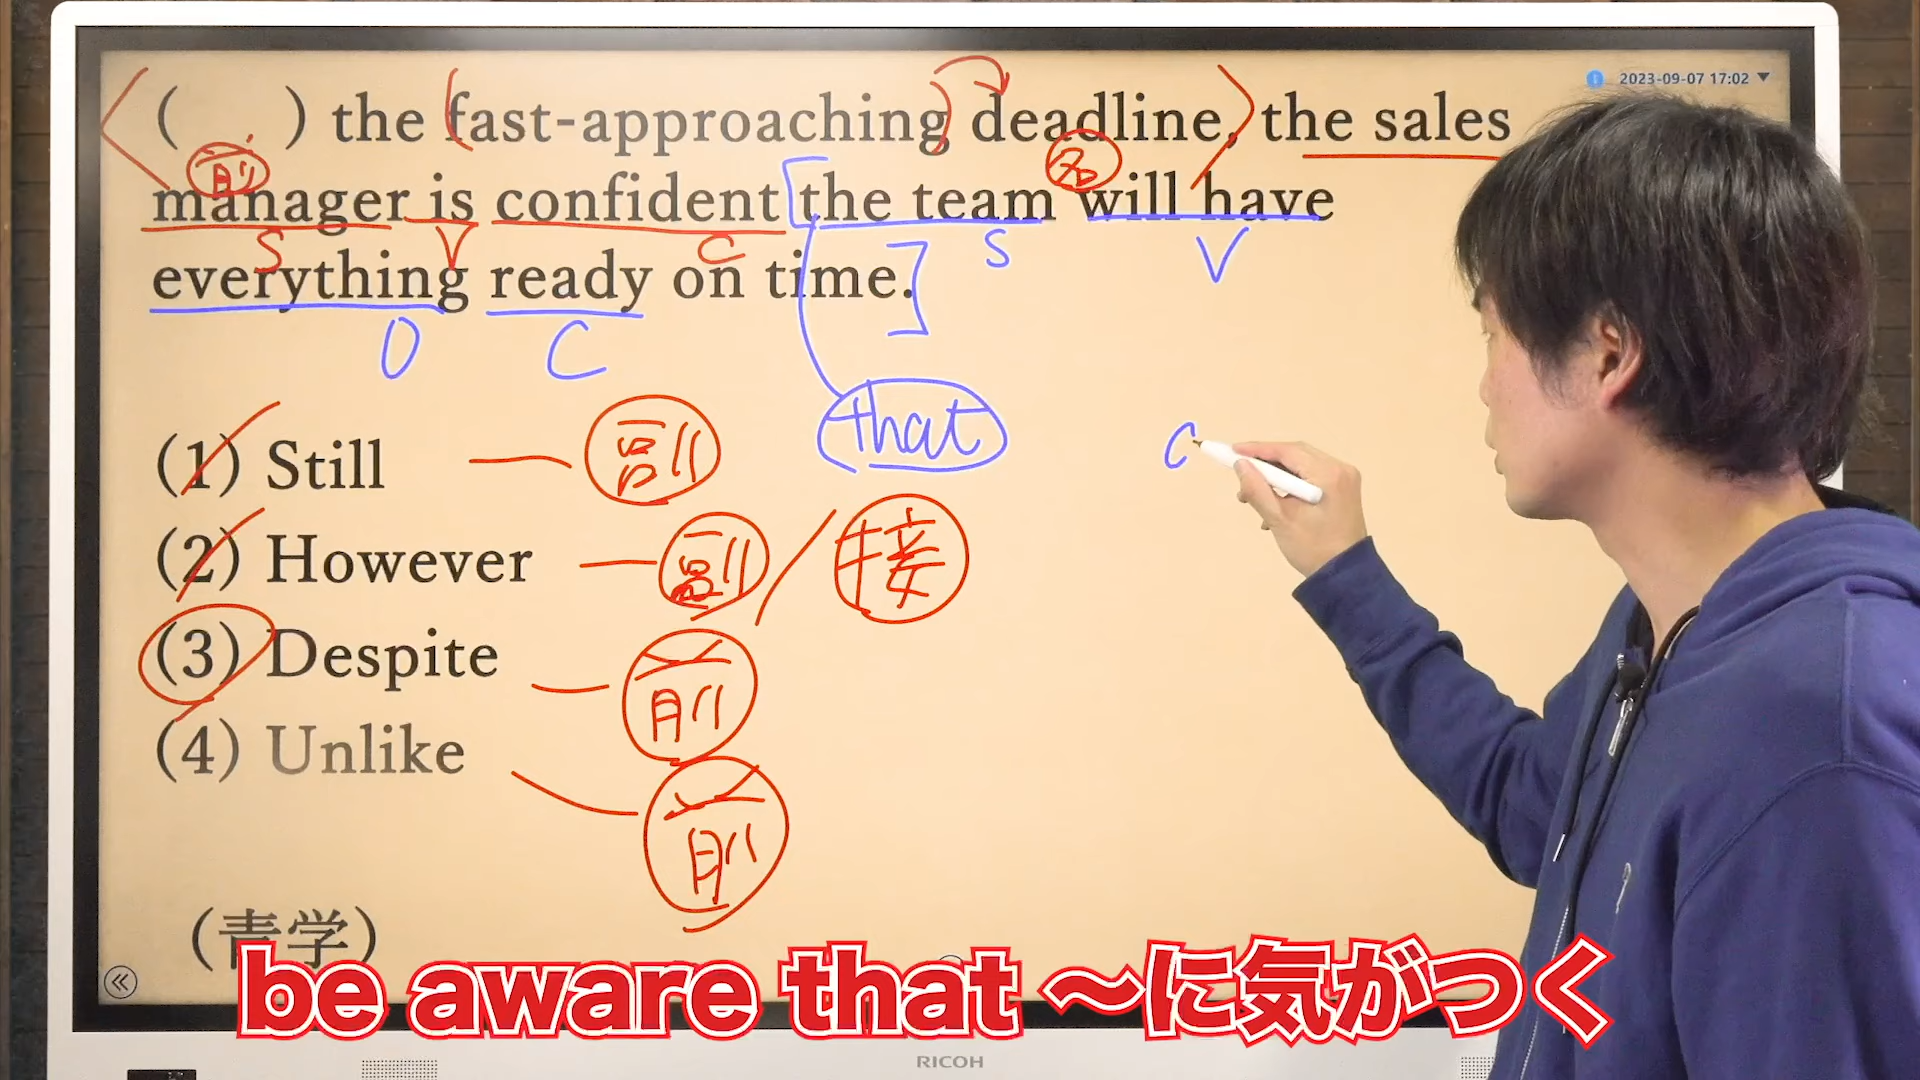 2023-09-07 17:02
(   ) the fast-approaching deadline, the sales
前 名
manager is confident the team will have
S V C S V
everything ready on time.
O C
that
(1) Still 副
(2) However 副 / 接
(3) Despite 前
(4) Unlike 前
(青学)
be aware that ～に気がつく
RICOH